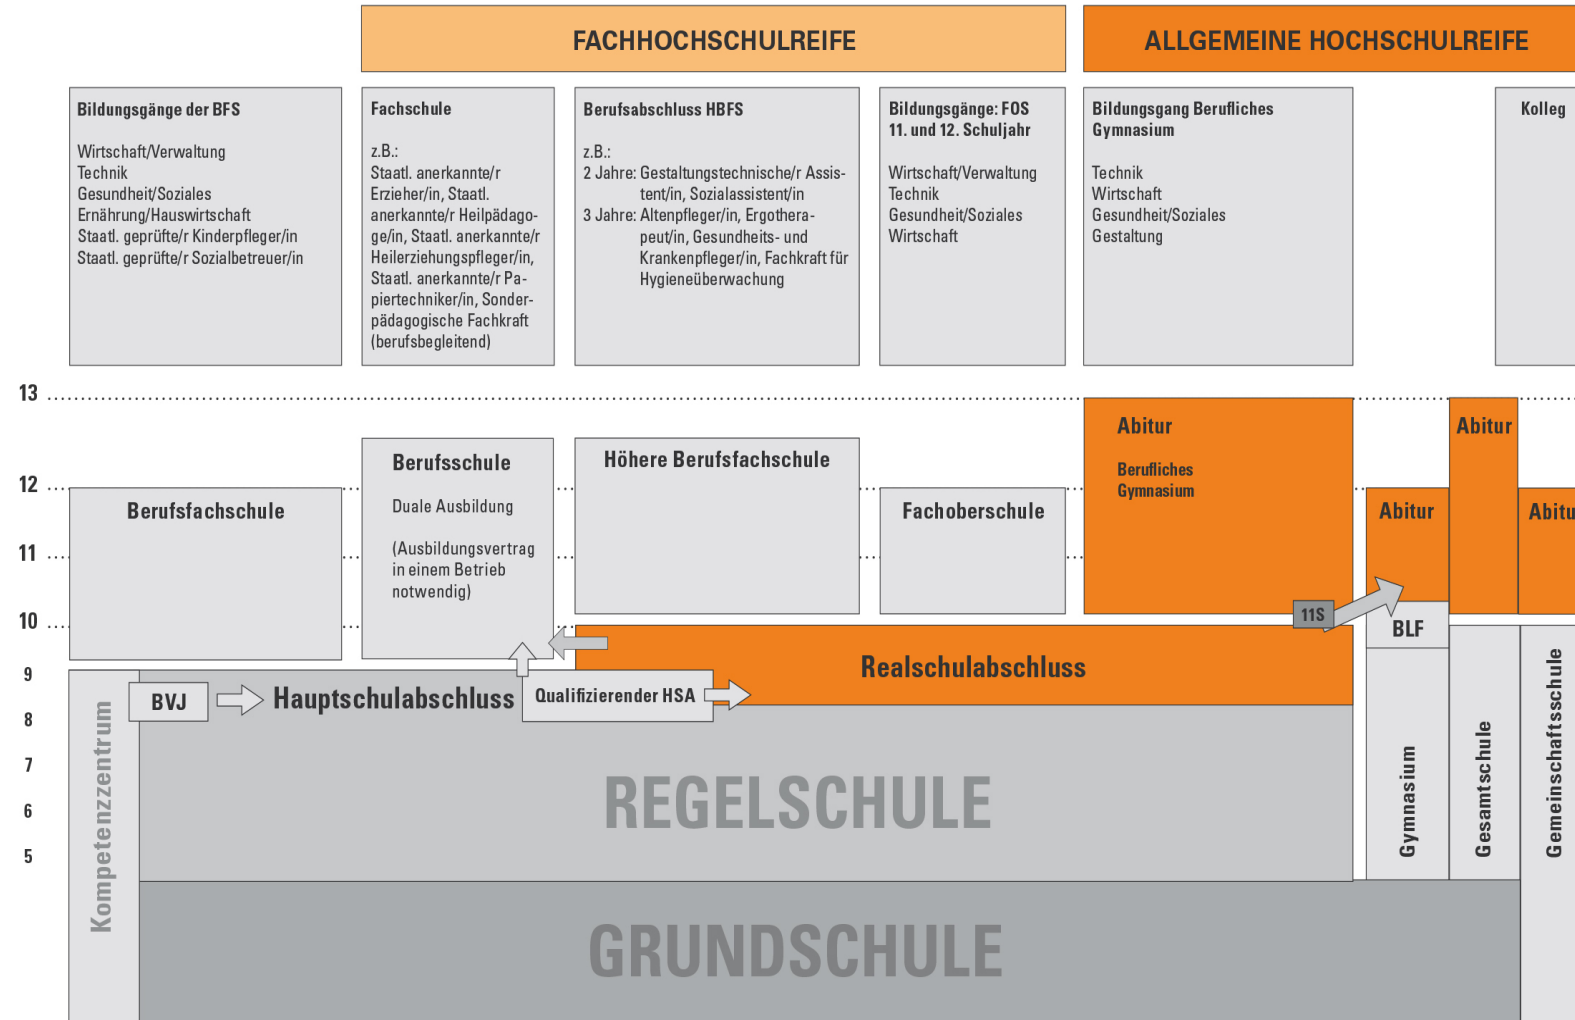 FACHHOCHSCHULREIFE
ALLGEMEINE HOCHSCHULREIFE
Bildungsgänge der BFS
Wirtschaft/Verwaltung
Technik
Gesundheit/Soziales
Ernährung/Hauswirtschaft
Staatl. geprüfte/r Kinderpfleger/in
Staatl. geprüfte/r Sozialbetreuer/in
Fachschule
z.B.:
Staatl. anerkannte/r
Erzieher/in, Staatl.
anerkannte/r Heilpädago-
ge/in, Staatl. anerkannte/r
Heilerziehungspfleger/in,
Staatl. anerkannte/r Pa-
piertechniker/in, Sonder-
pädagogische Fachkraft
(berufsbegleitend)
Berufsabschluss HBFS
z.B.:
2 Jahre: Gestaltungstechnische/r Assis-
tent/in, Sozialassistent/in
3 Jahre: Altenpfleger/in, Ergothera-
peut/in, Gesundheits- und
Krankenpfleger/in, Fachkraft für
Hygieneüberwachung
Bildungsgänge: FOS
11. und 12. Schuljahr
Wirtschaft/Verwaltung
Technik
Gesundheit/Soziales
Wirtschaft
Bildungsgang Berufliches
Gymnasium
Technik
Wirtschaft
Gesundheit/Soziales
Gestaltung
Kolleg
13
12
11
10
9
8
7
6
5
Berufsfachschule
Berufsschule
Duale Ausbildung
(Ausbildungsvertrag
in einem Betrieb
notwendig)
Höhere Berufsfachschule
Fachoberschule
Abitur
Berufliches
Gymnasium
Abitur
Abitur
Abitu
11S
BLF
Realschulabschluss
BVJ
Hauptschulabschluss
Qualifizierender HSA
Kompetenzzentrum
REGELSCHULE
Gymnasium
Gesamtschule
Gemeinschaftsschule
GRUNDSCHULE